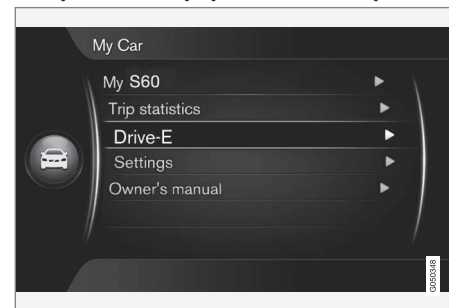 My Car
My S60
Trip statistics
Drive-E
Settings
Owner's manual
G050348